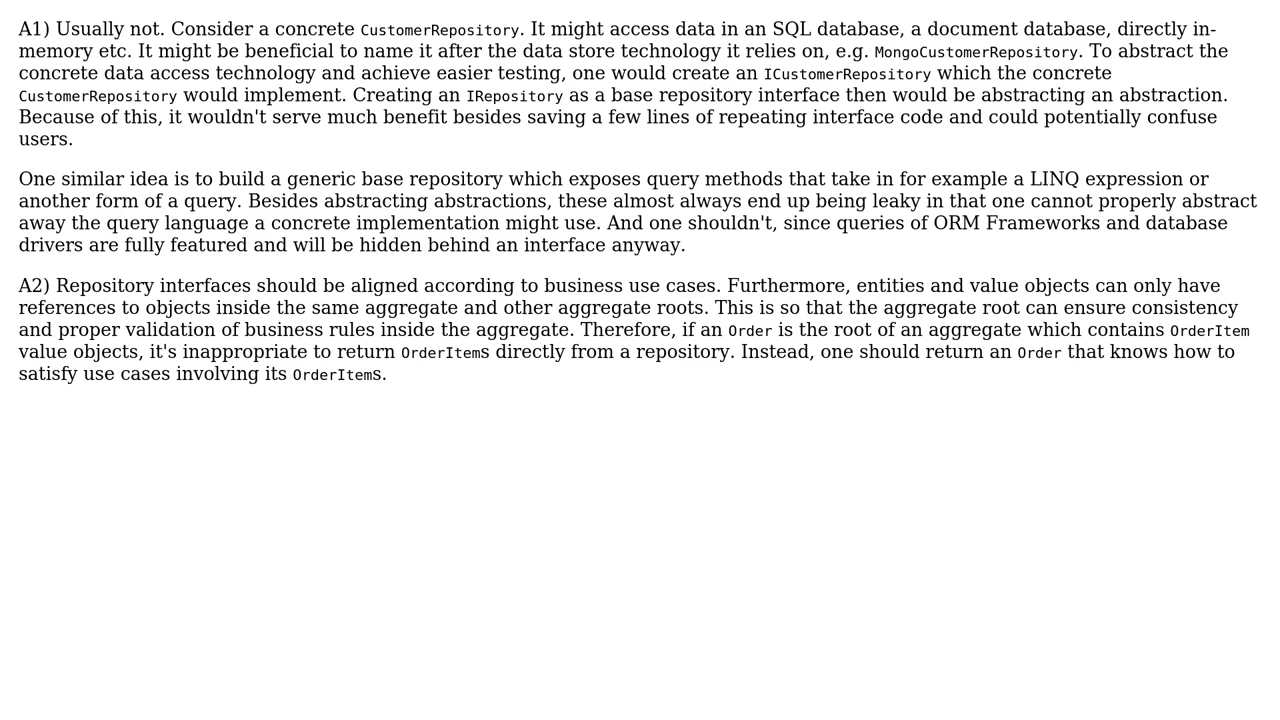 A1) Usually not. Consider a concrete CustomerRepository. It might access data in an SQL database, a document database, directly in-
memory etc. It might be beneficial to name it after the data store technology it relies on, e.g. MongoCustomerRepository. To abstract the
concrete data access technology and achieve easier testing, one would create an ICustomerRepository which the concrete
CustomerRepository would implement. Creating an IRepository as a base repository interface then would be abstracting an abstraction.
Because of this, it wouldn't serve much benefit besides saving a few lines of repeating interface code and could potentially confuse
users.
One similar idea is to build a generic base repository which exposes query methods that take in for example a LINQ expression or
another form of a query. Besides abstracting abstractions, these almost always end up being leaky in that one cannot properly abstract
away the query language a concrete implementation might use. And one shouldn't, since queries of ORM Frameworks and database
drivers are fully featured and will be hidden behind an interface anyway.
A2) Repository interfaces should be aligned according to business use cases. Furthermore, entities and value objects can only have
references to objects inside the same aggregate and other aggregate roots. This is so that the aggregate root can ensure consistency
and proper validation of business rules inside the aggregate. Therefore, if an Order is the root of an aggregate which contains OrderItem
value objects, it's inappropriate to return OrderItems directly from a repository. Instead, one should return an Order that knows how to
satisfy use cases involving its OrderItems.